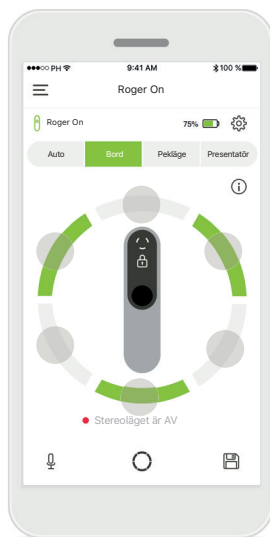 ●●●○○ PH 9:41 AM 100 %
Roger On
Roger On 75%
Auto Bord Pekläge Presentatör
Stereoläget är AV